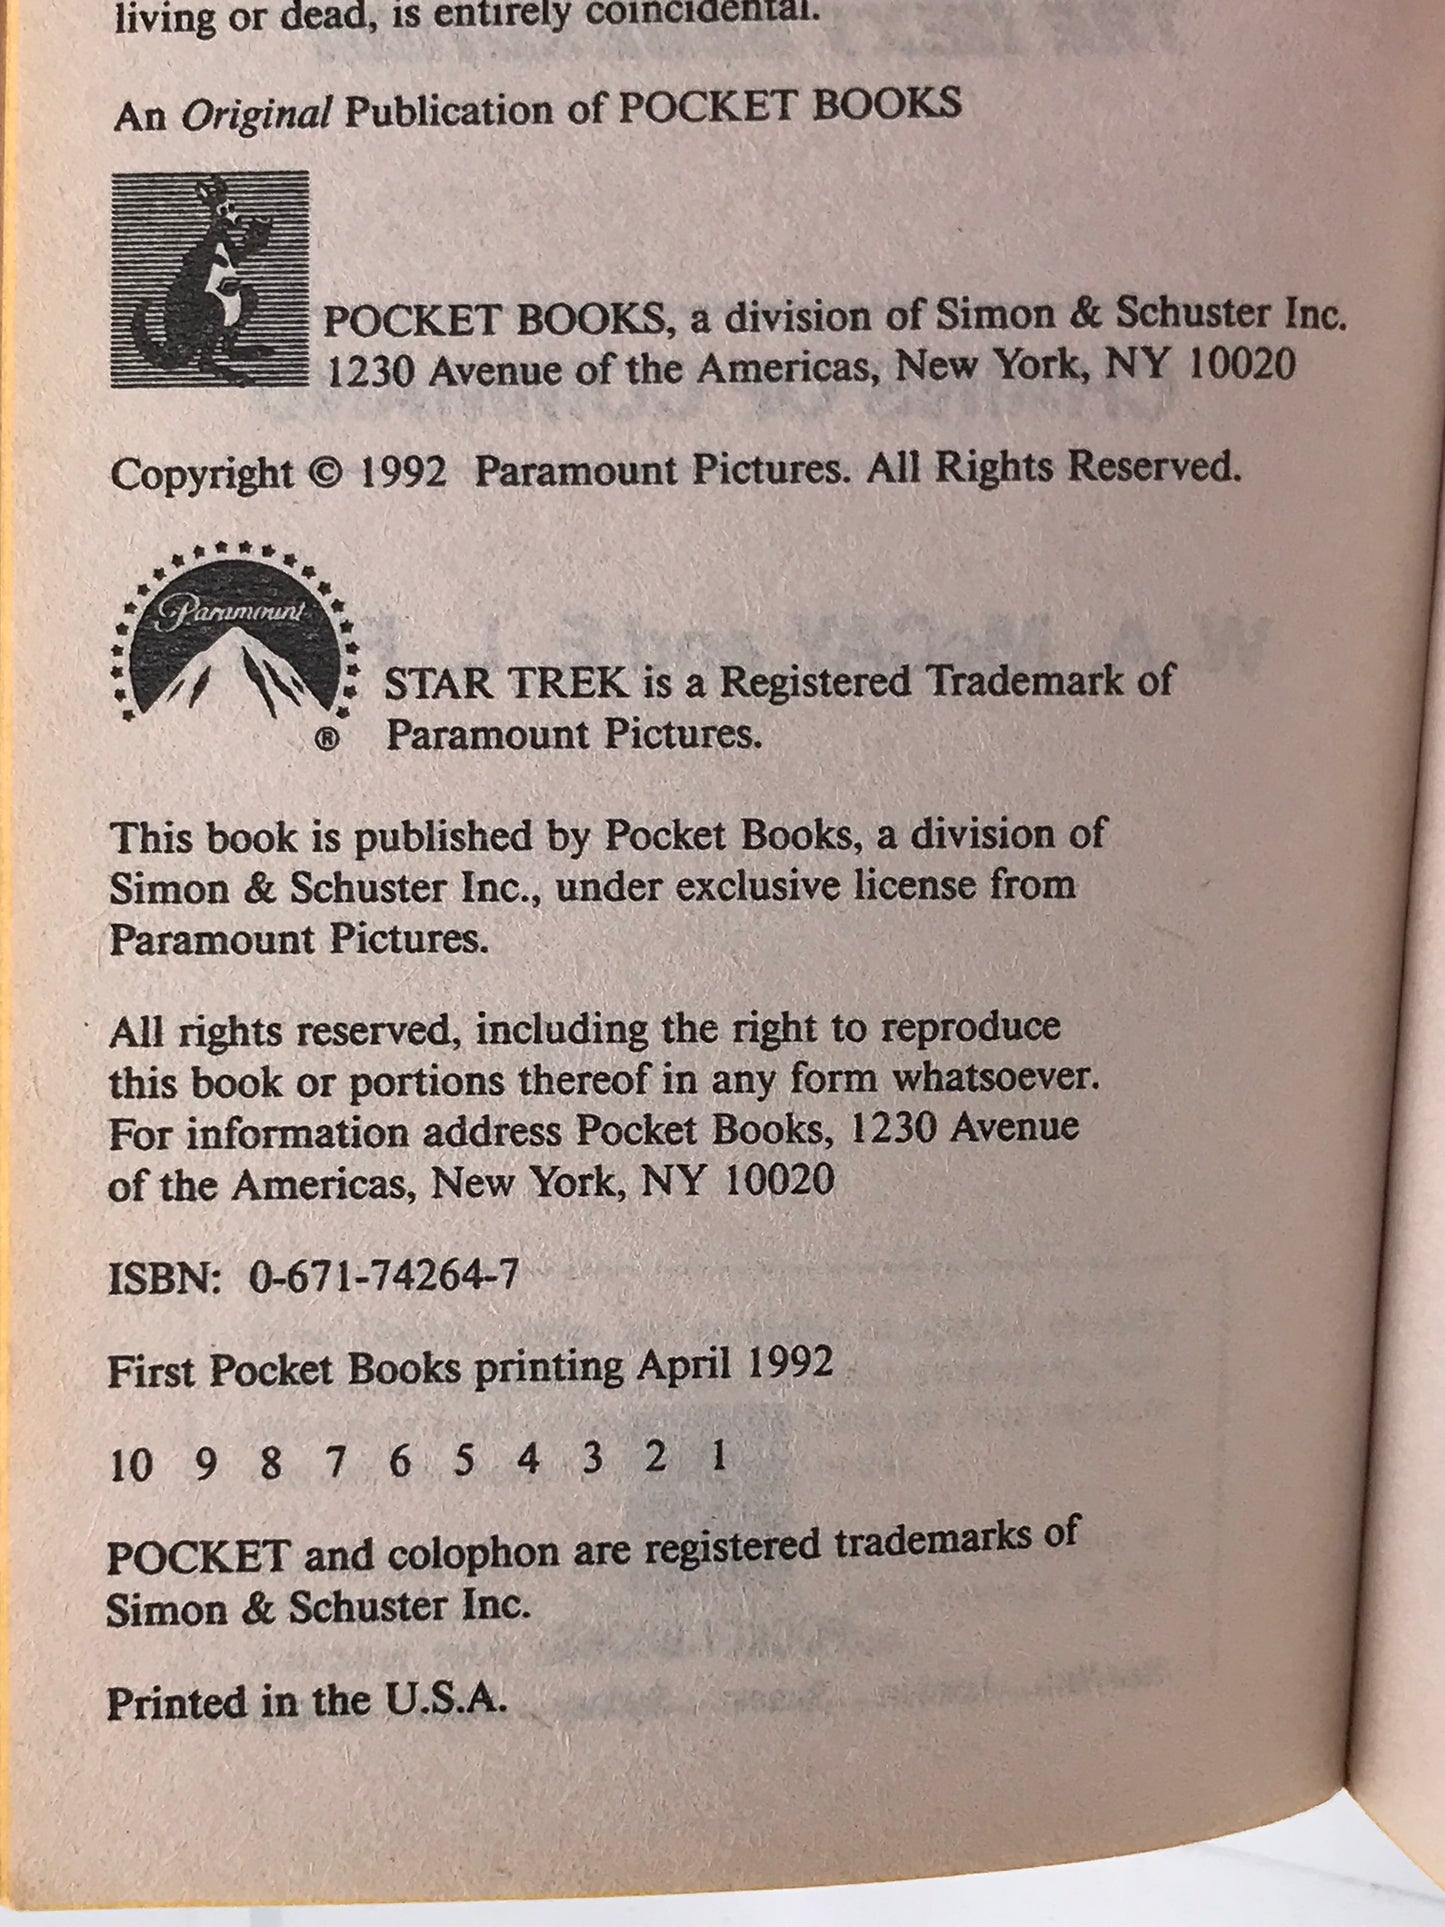 living or dead, is entirely coincidental.
An Original Publication of POCKET BOOKS
POCKET BOOKS, a division of Simon & Schuster Inc.
1230 Avenue of the Americas, New York, NY 10020
Copyright © 1992 Paramount Pictures. All Rights Reserved.
Paramount
®
STAR TREK is a Registered Trademark of
Paramount Pictures.
This book is published by Pocket Books, a division of
Simon & Schuster Inc., under exclusive license from
Paramount Pictures.
All rights reserved, including the right to reproduce
this book or portions thereof in any form whatsoever.
For information address Pocket Books, 1230 Avenue
of the Americas, New York, NY 10020
ISBN: 0-671-74264-7
First Pocket Books printing April 1992
10 9 8 7 6 5 4 3 2 1
POCKET and colophon are registered trademarks of
Simon & Schuster Inc.
Printed in the U.S.A.